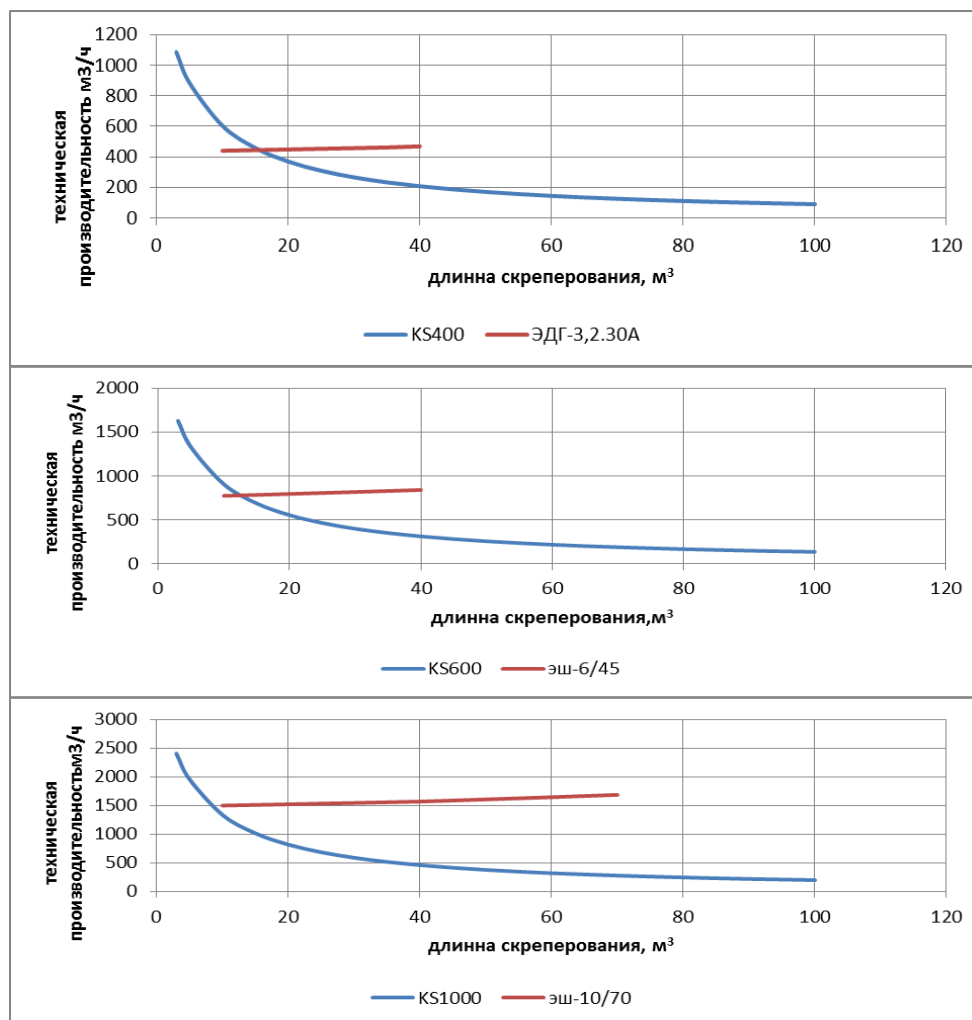 техническая
производительность м3/ч
1200
1000
800
600
400
200
0
0 20 40 60 80 100 120
длинна скреперования, м³
KS400 ЭДГ-3,2.30А
техническая
производительность м3/ч
2000
1500
1000
500
0
0 20 40 60 80 100 120
длинна скреперования,м³
KS600 эш-6/45
техническая
производительностьм3/ч
3000
2500
2000
1500
1000
500
0
0 20 40 60 80 100 120
длинна скреперования, м³
KS1000 эш-10/70